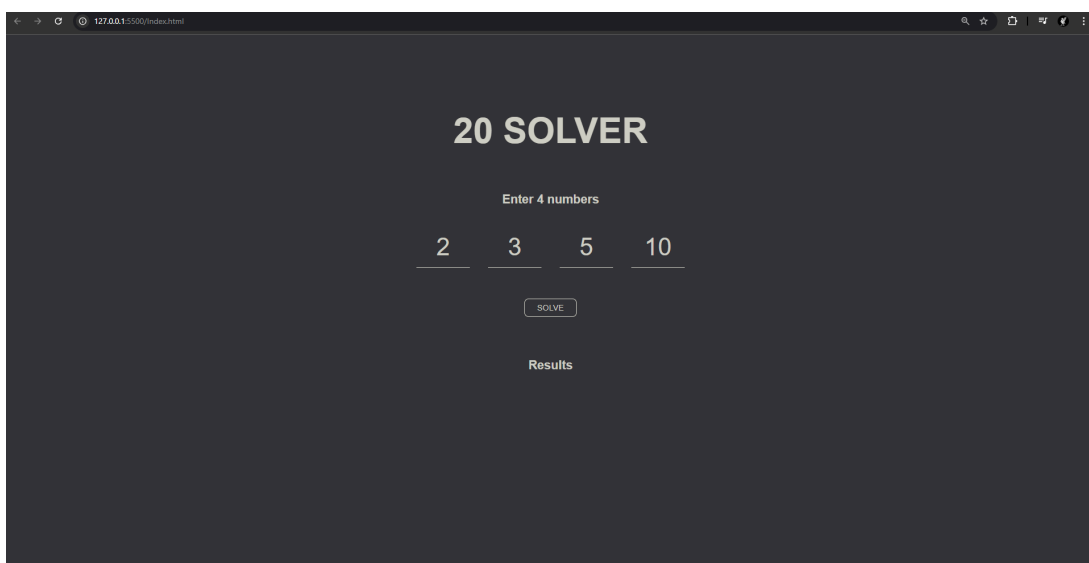 127.0.0.1:5500/Index.html
20 SOLVER
Enter 4 numbers
2 3 5 10
SOLVE
Results